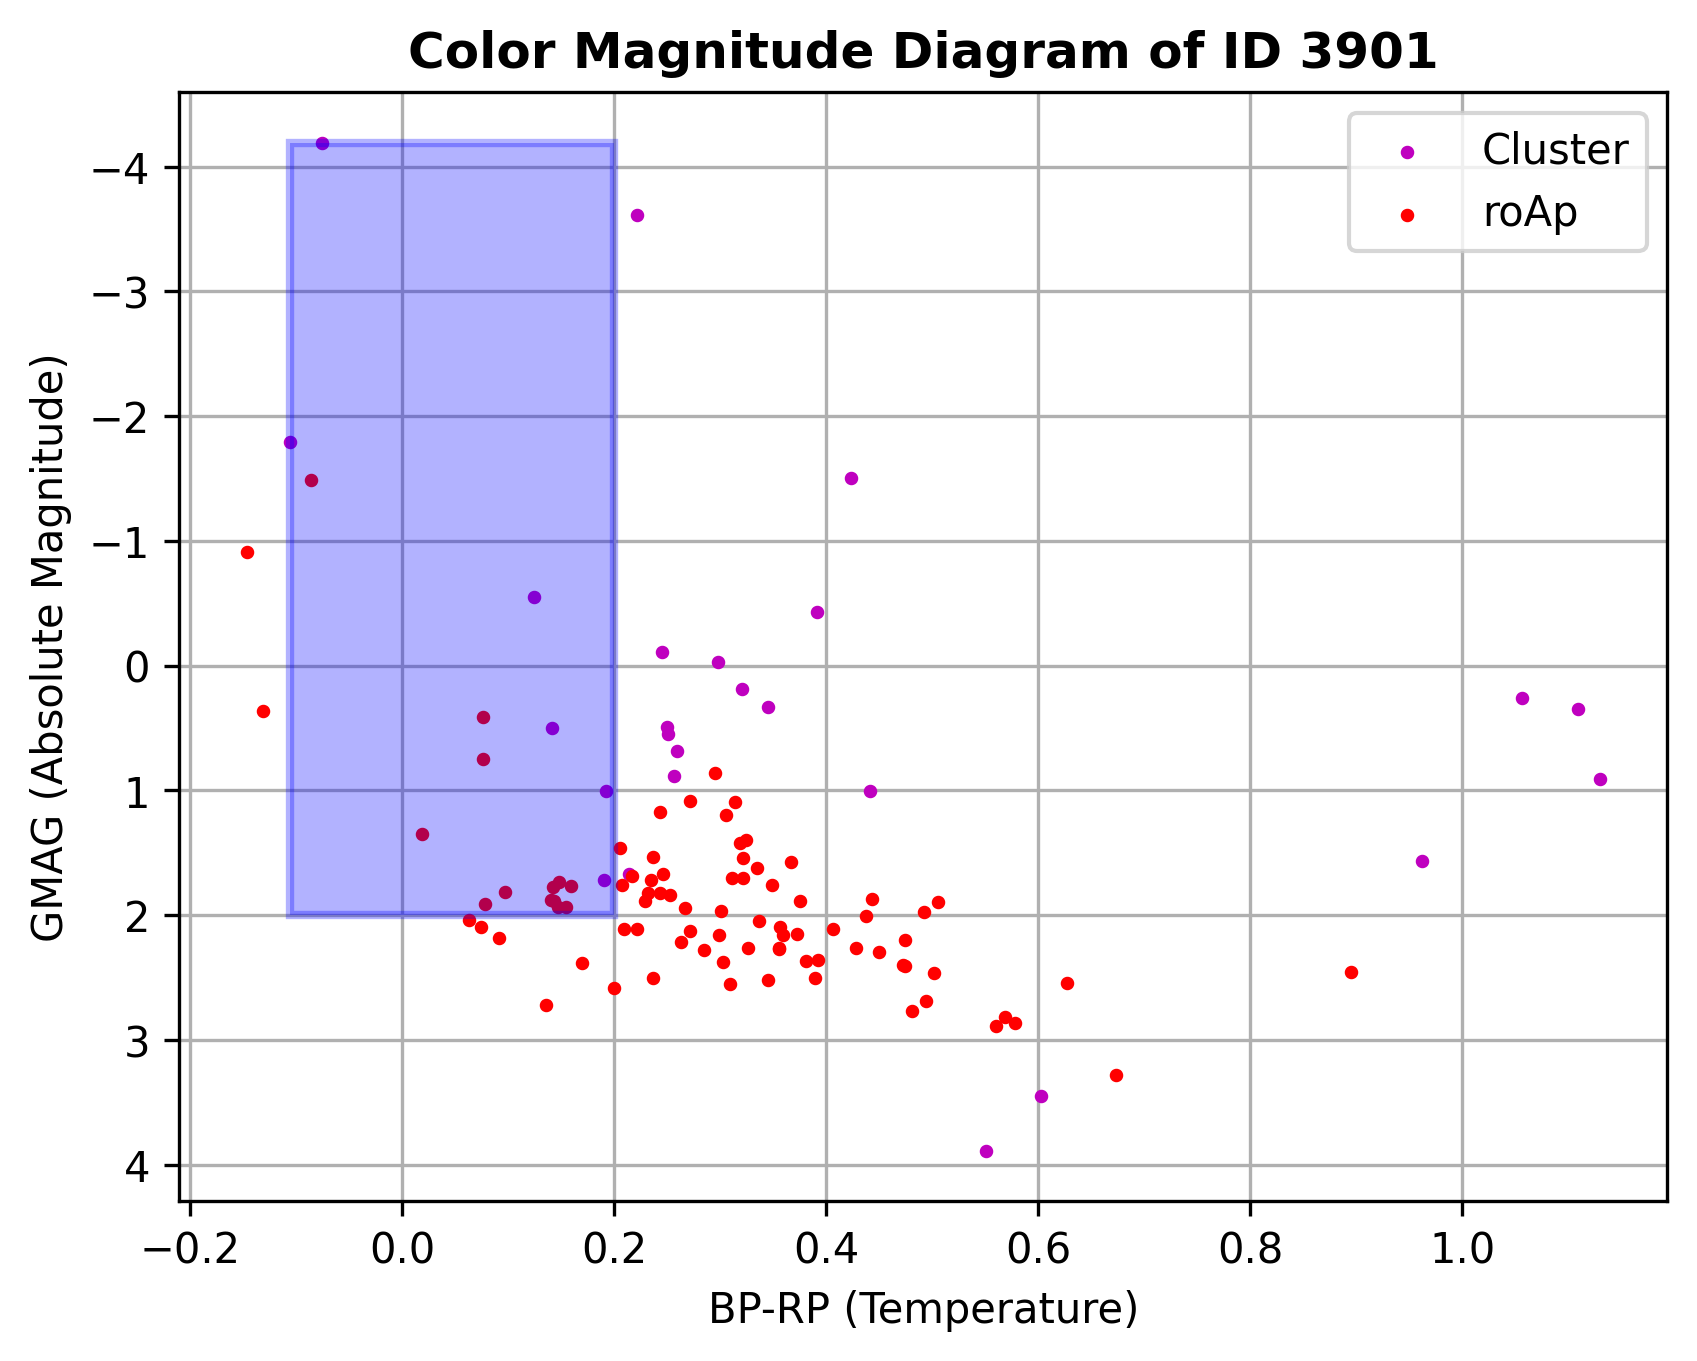 Color Magnitude Diagram of ID 3901
Cluster
roAp
−4
−3
−2
−1
0
1
2
3
4
GMAG (Absolute Magnitude)
−0.2 0.0 0.2 0.4 0.6 0.8 1.0
BP-RP (Temperature)